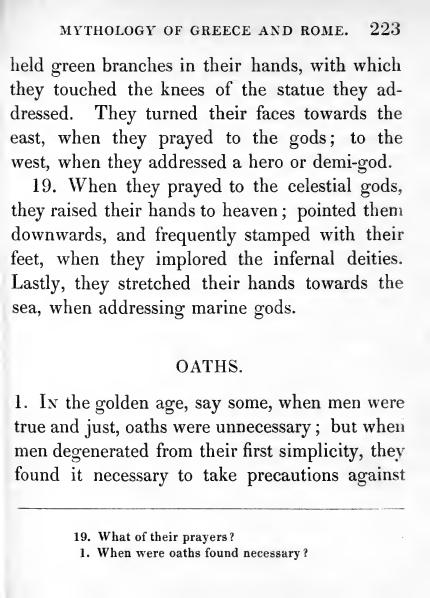 MYTHOLOGY OF GREECE AND ROME. 223
held green branches in their hands, with which
they touched the knees of the statue they ad-
dressed. They turned their faces towards the
east, when they prayed to the gods; to the
west, when they addressed a hero or demi-god.
19. When they prayed to the celestial gods,
they raised their hands to heaven; pointed them
downwards, and frequently stamped with their
feet, when they implored the infernal deities.
Lastly, they stretched their hands towards the
sea, when addressing marine gods.
OATHS.
1. IN the golden age, say some, when men were
true and just, oaths were unnecessary; but when
men degenerated from their first simplicity, they
found it necessary to take precautions against
19. What of their prayers?
1. When were oaths found necessary?